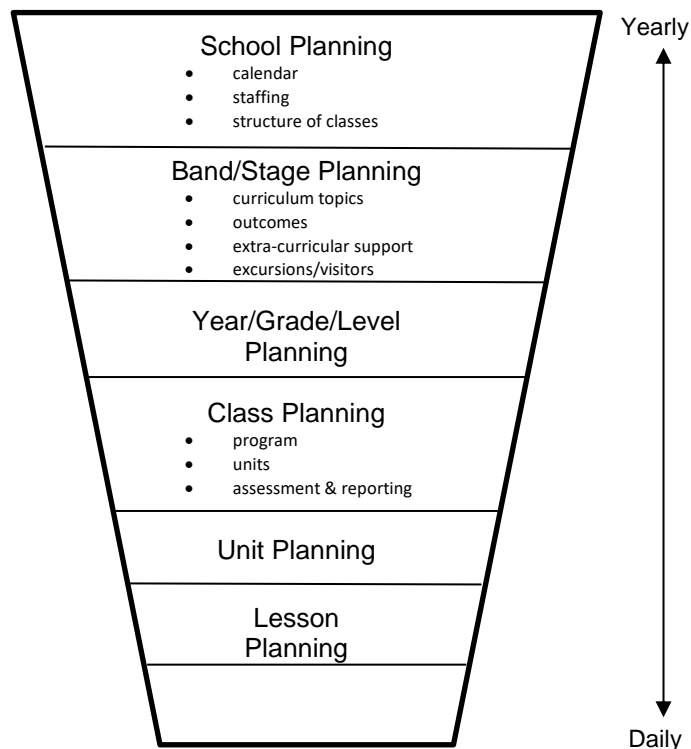 School Planning
• calendar
• staffing
• structure of classes
Band/Stage Planning
• curriculum topics
• outcomes
• extra-curricular support
• excursions/visitors
Year/Grade/Level
Planning
Class Planning
• program
• units
• assessment & reporting
Unit Planning
Lesson
Planning
Yearly
Daily